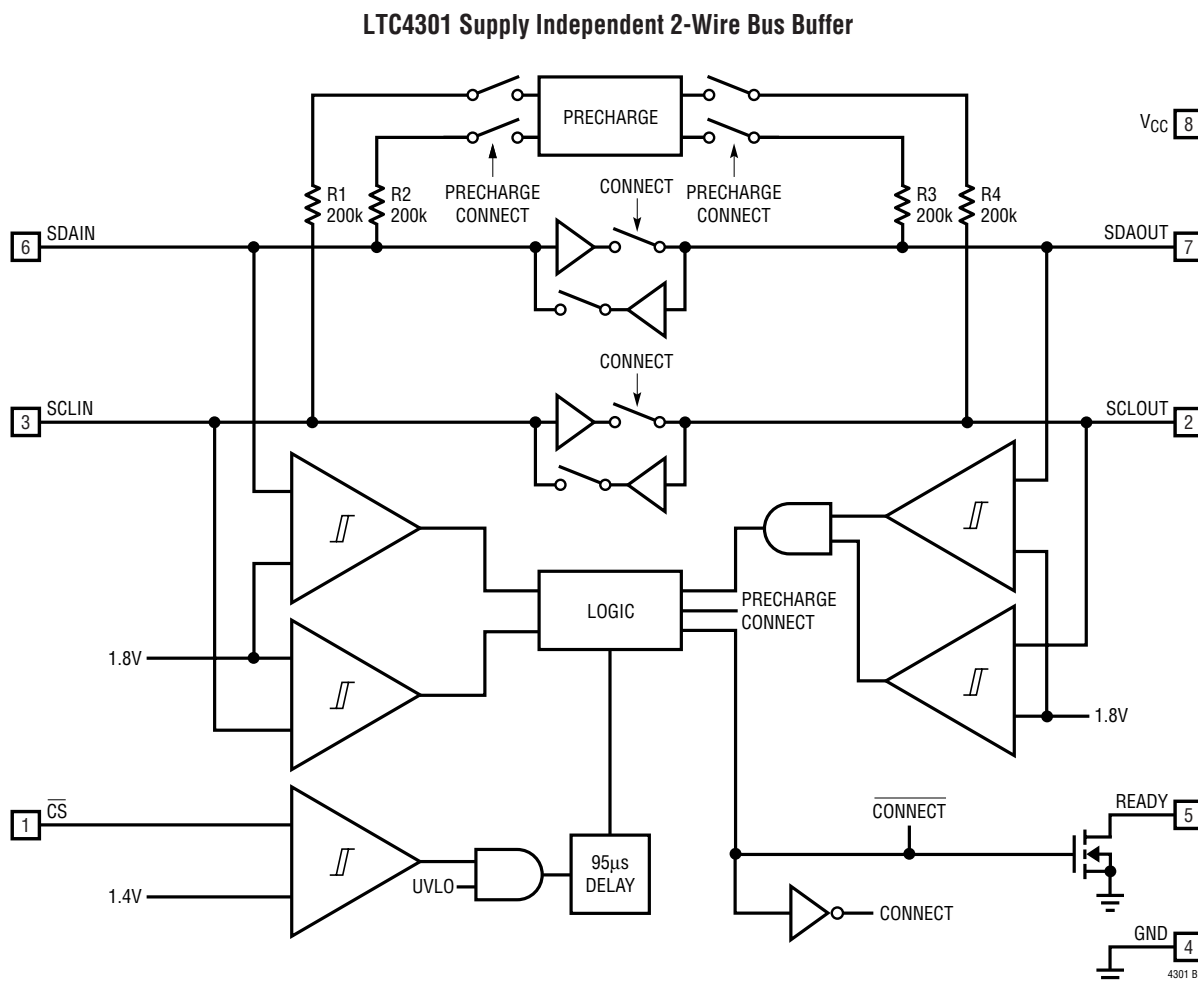 LTC4301 Supply Independent 2-Wire Bus Buffer
PRECHARGE
VCC 8
PRECHARGE
CONNECT
CONNECT
PRECHARGE
CONNECT
R1
200k
R2
200k
R3
200k
R4
200k
6 SDAIN
SDAOUT 7
CONNECT
3 SCLIN
SCLOUT 2
LOGIC
PRECHARGE
CONNECT
1.8V
1.8V
1 C̅S̅
1.4V
UVLO
95µs
DELAY
C̅O̅N̅N̅E̅C̅T̅
READY 5
CONNECT
GND 4
4301 B